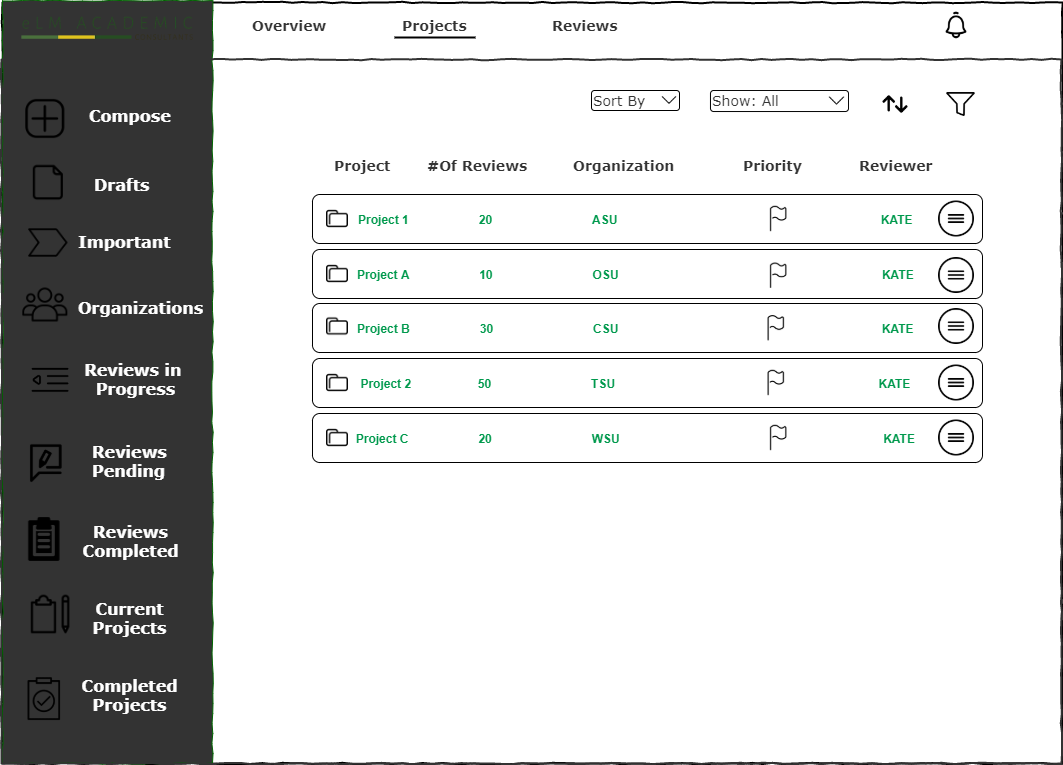 eLM ACADEMIC
Overview Projects Reviews
Compose
Drafts
Important
Organizations
Reviews in
Progress
Reviews
Pending
Reviews
Completed
Current
Projects
Completed
Projects
Sort By Show: All
Project #Of Reviews Organization Priority Reviewer
Project 1 20 ASU KATE
Project A 10 OSU KATE
Project B 30 CSU KATE
Project 2 50 TSU KATE
Project C 20 WSU KATE